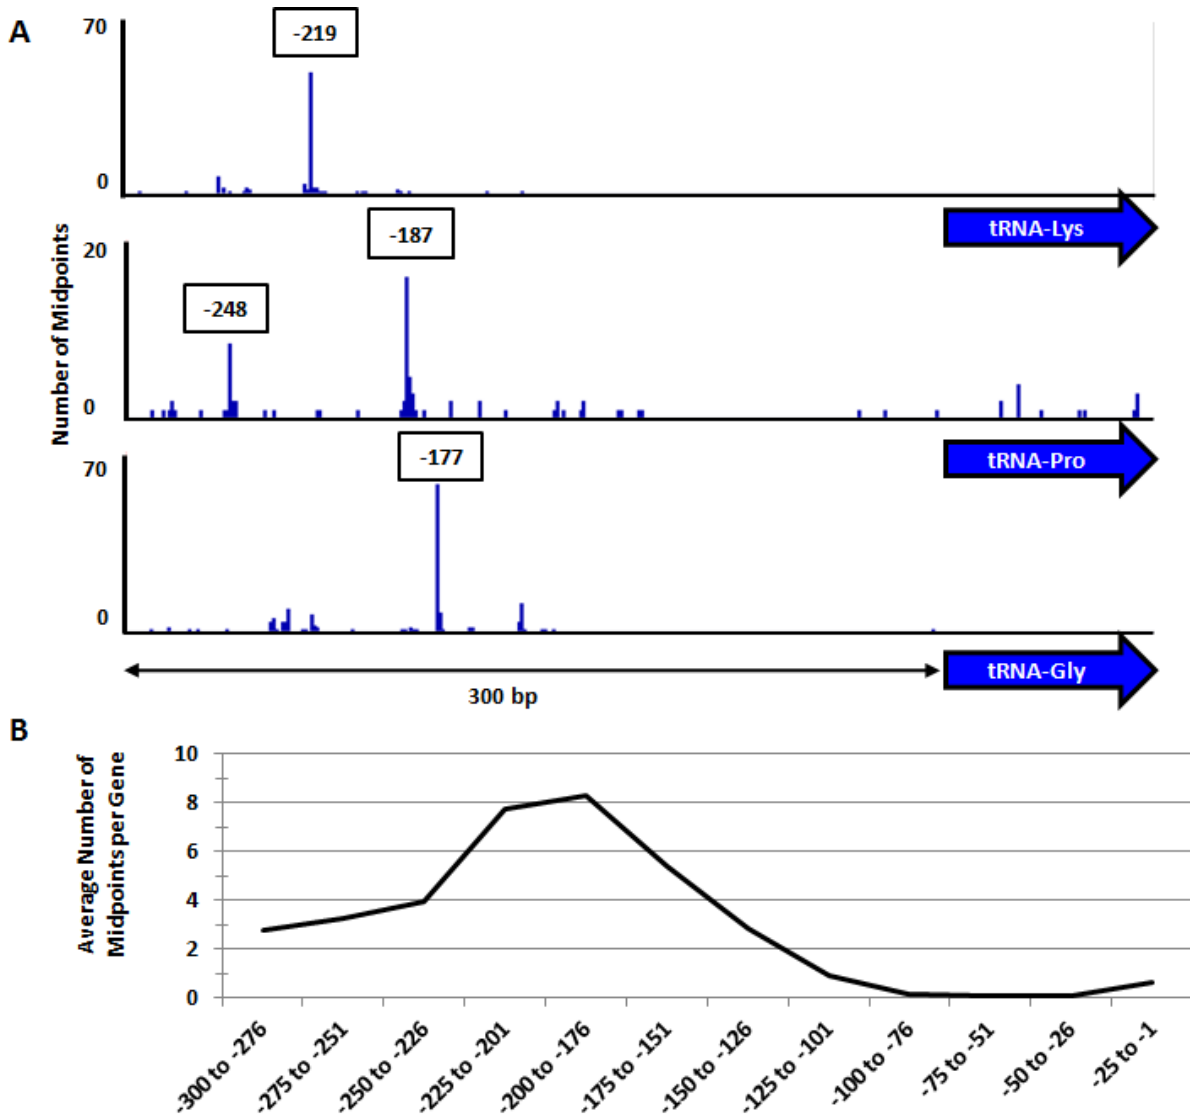 A
70
-219
0
tRNA-Lys
Number of Midpoints
20
-187
-248
0
tRNA-Pro
70
-177
0
tRNA-Gly
300 bp
B
Average Number of
Midpoints per Gene
10
8
6
4
2
0
-300 to -276
-275 to -251
-250 to -226
-225 to -201
-200 to -176
-175 to -151
-150 to -126
-125 to -101
-100 to -76
-75 to -51
-50 to -26
-25 to -1